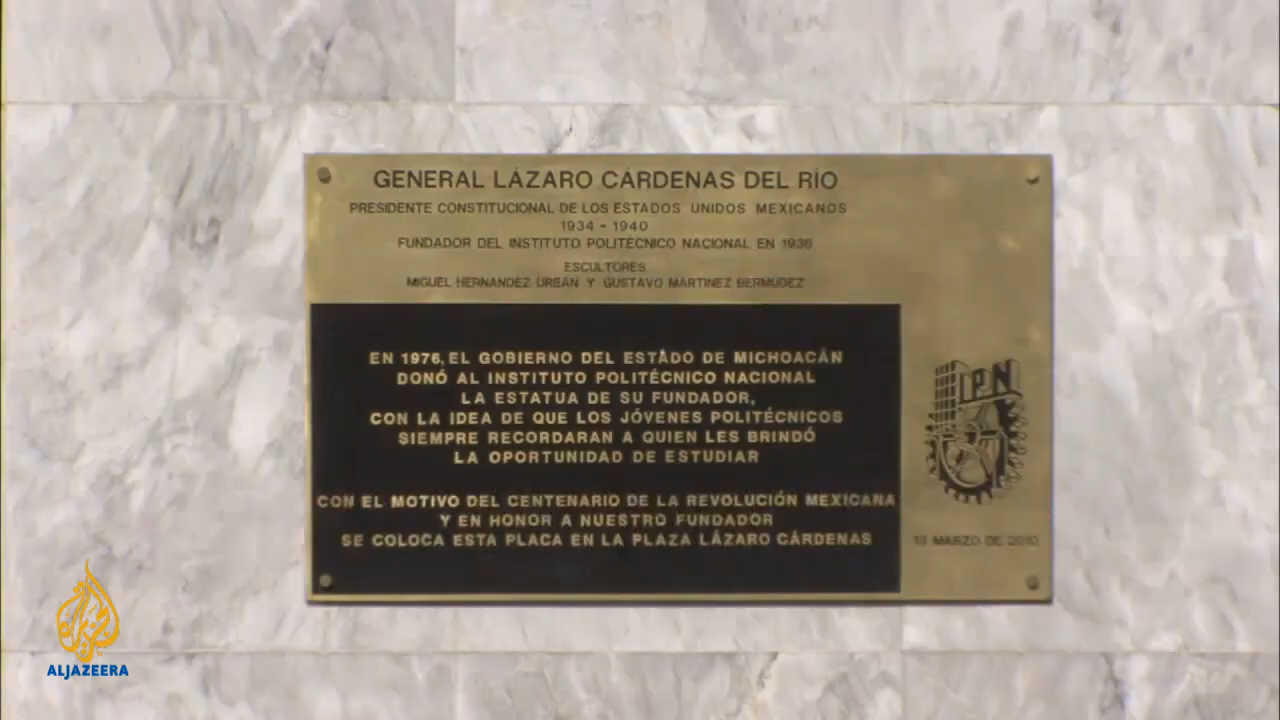 GENERAL LÁZARO CÁRDENAS DEL RÍO
PRESIDENTE CONSTITUCIONAL DE LOS ESTADOS UNIDOS MEXICANOS
1934 - 1940
FUNDADOR DEL INSTITUTO POLITÉCNICO NACIONAL EN 1936
ESCULTORES
MIGUEL HERNANDEZ URBÁN Y GUSTAVO MARTINEZ BERMÚDEZ
EN 1976, EL GOBIERNO DEL ESTADO DE MICHOACÁN
DONÓ AL INSTITUTO POLITÉCNICO NACIONAL
LA ESTATUA DE SU FUNDADOR,
CON LA IDEA DE QUE LOS JÓVENES POLITÉCNICOS
SIEMPRE RECORDARAN A QUIEN LES BRINDÓ
LA OPORTUNIDAD DE ESTUDIAR
CON EL MOTIVO DEL CENTENARIO DE LA REVOLUCIÓN MEXICANA
Y EN HONOR A NUESTRO FUNDADOR
SE COLOCA ESTA PLACA EN LA PLAZA LÁZARO CÁRDENAS
IPN
MARZO DE 2010
ALJAZEERA